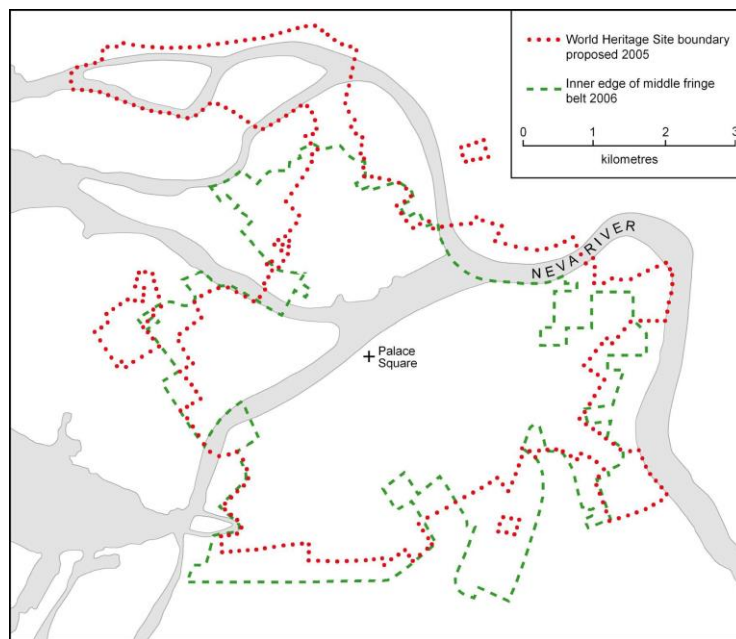 World Heritage Site boundary
proposed 2005
Inner edge of middle fringe
belt 2006
0 1 2 3
kilometres
NEVA RIVER
Palace
Square